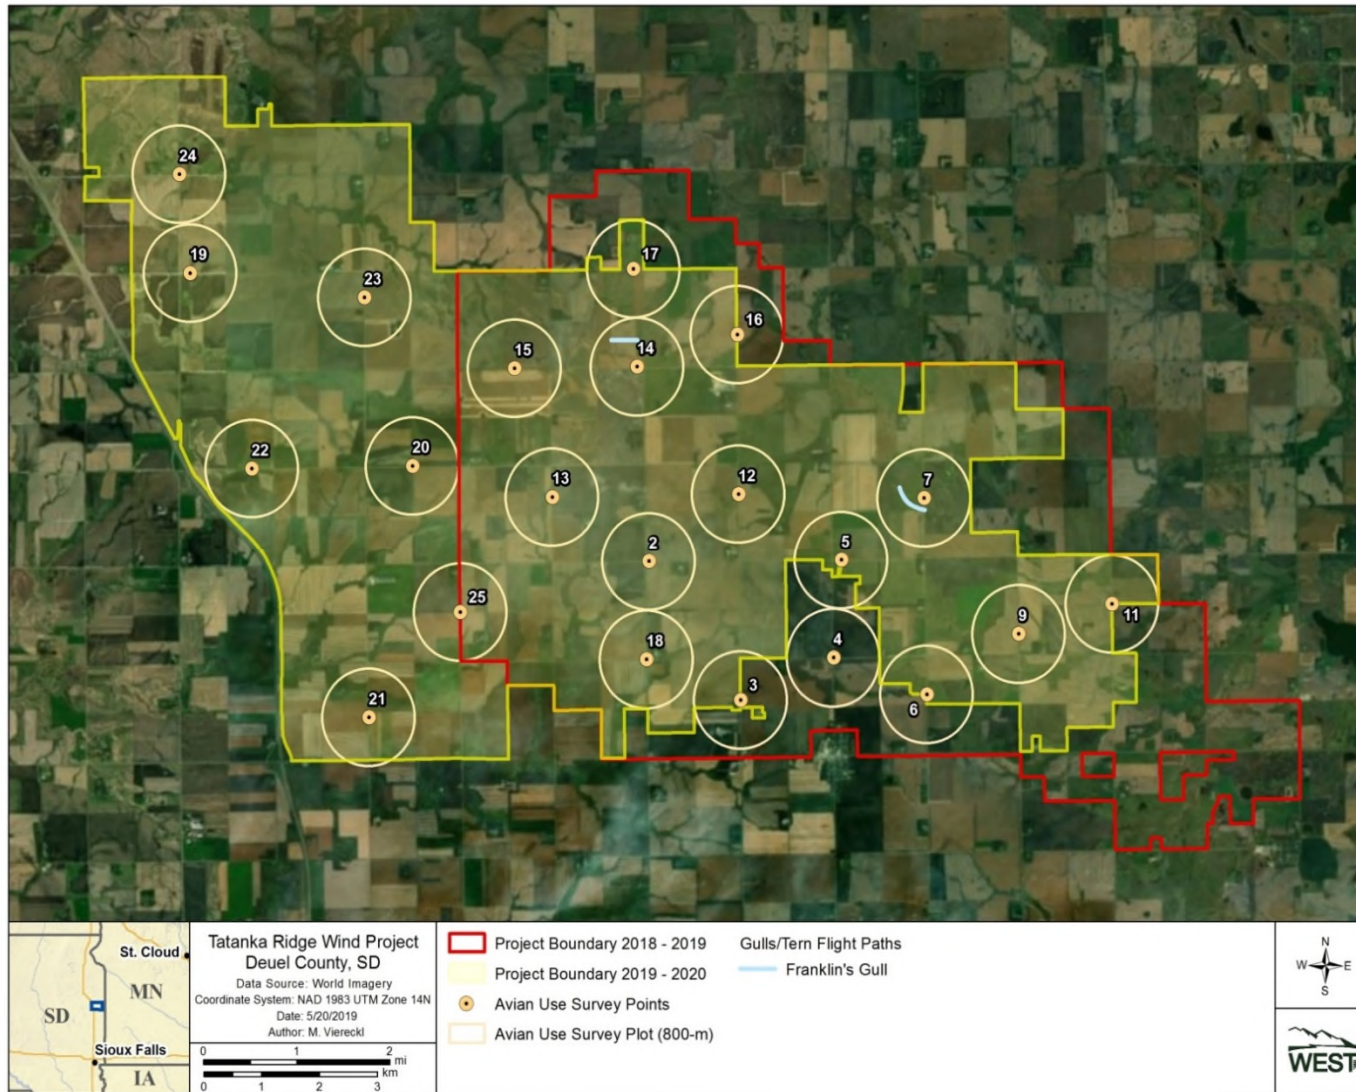 24
19
23
17
16
15
14
22
20
13
12
7
2
5
25
18
4
9
11
3
21
6
St. Cloud
MN
SD
Sioux Falls
IA
Tatanka Ridge Wind Project
Deuel County, SD
Data Source: World Imagery
Coordinate System: NAD 1983 UTM Zone 14N
Date: 5/20/2019
Author: M. Viereckl
0 1 2
mi
km
0 1 2 3
Project Boundary 2018 - 2019
Project Boundary 2019 - 2020
Avian Use Survey Points
Avian Use Survey Plot (800-m)
Gulls/Tern Flight Paths
Franklin's Gull
N
W E
S
WEST